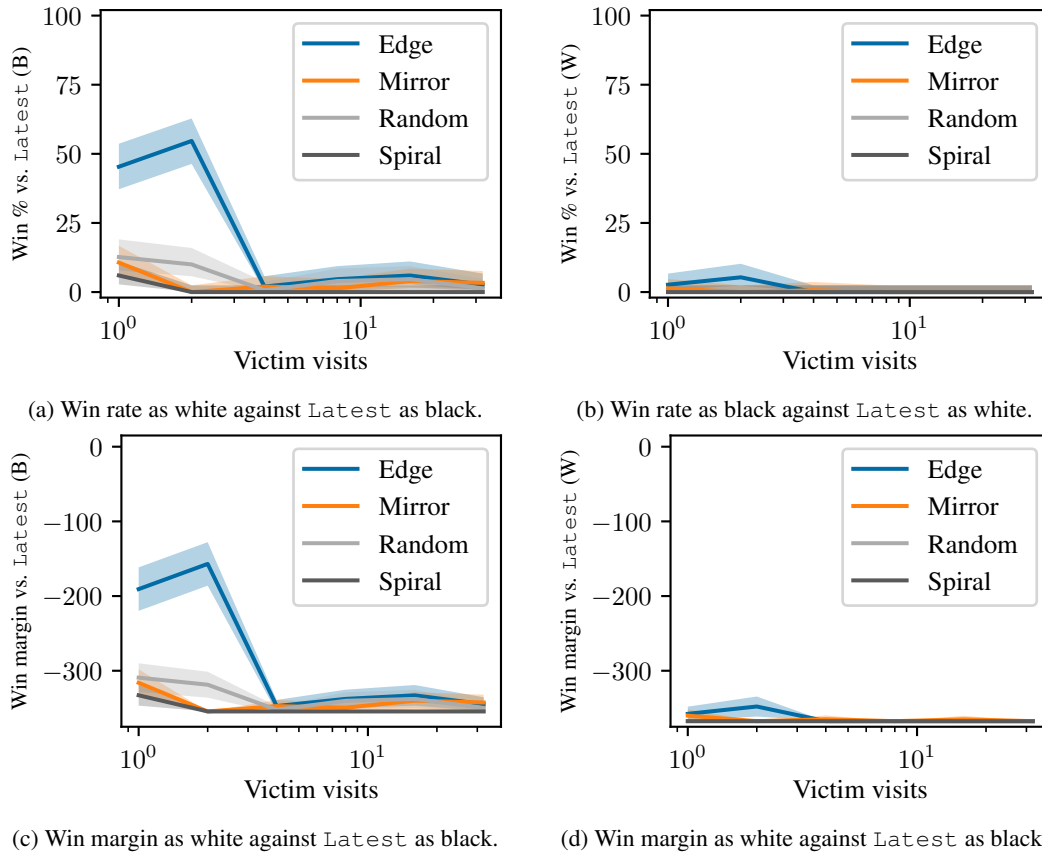 Win % vs. Latest (B)
100
75
50
25
0
Edge
Mirror
Random
Spiral
10^0
10^1
Victim visits
(a) Win rate as white against Latest as black.
Win % vs. Latest (W)
100
75
50
25
0
Edge
Mirror
Random
Spiral
10^0
10^1
Victim visits
(b) Win rate as black against Latest as white.
Win margin vs. Latest (B)
0
−100
−200
−300
Edge
Mirror
Random
Spiral
10^0
10^1
Victim visits
(c) Win margin as white against Latest as black.
Win margin vs. Latest (W)
0
−100
−200
−300
Edge
Mirror
Random
Spiral
10^0
10^1
Victim visits
(d) Win margin as white against Latest as black